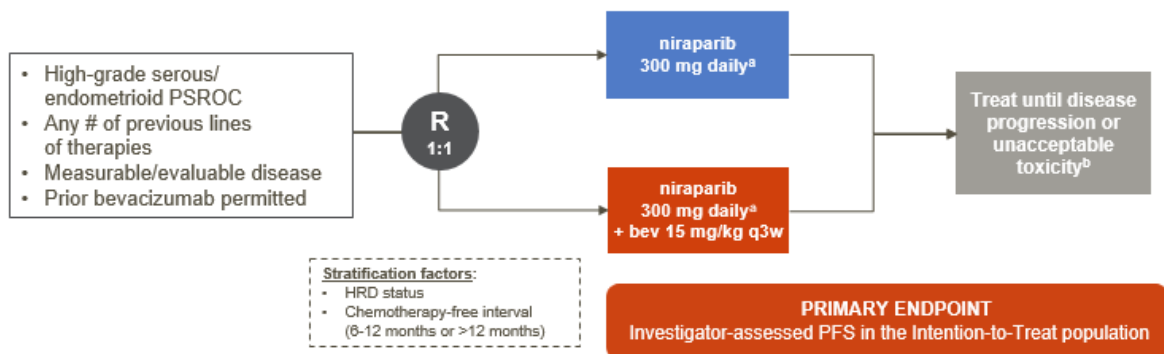 • High-grade serous/
endometrioid PSROC
• Any # of previous lines
of therapies
• Measurable/evaluable disease
• Prior bevacizumab permitted
R
1:1
niraparib
300 mg dailyᵃ
niraparib
300 mg dailyᵃ
+ bev 15 mg/kg q3w
Treat until disease
progression or
unacceptable
toxicityᵇ
Stratification factors:
• HRD status
• Chemotherapy-free interval
(6-12 months or >12 months)
PRIMARY ENDPOINT
Investigator-assessed PFS in the Intention-to-Treat population